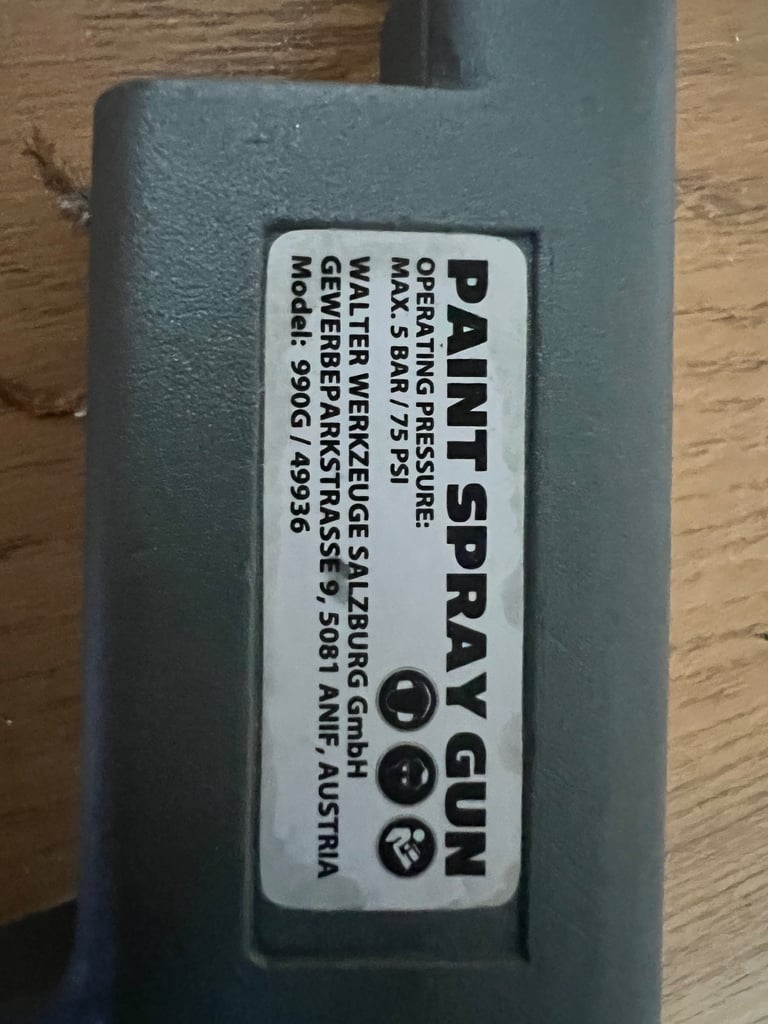 PAINT SPRAY GUN
OPERATING PRESSURE:
MAX. 5 BAR / 75 PSI
WALTER WERKZEUGE SALZBURG GmbH
GEWERBEPARKSTRASSE 9, 5081 ANIF, AUSTRIA
Model: 990G / 49936